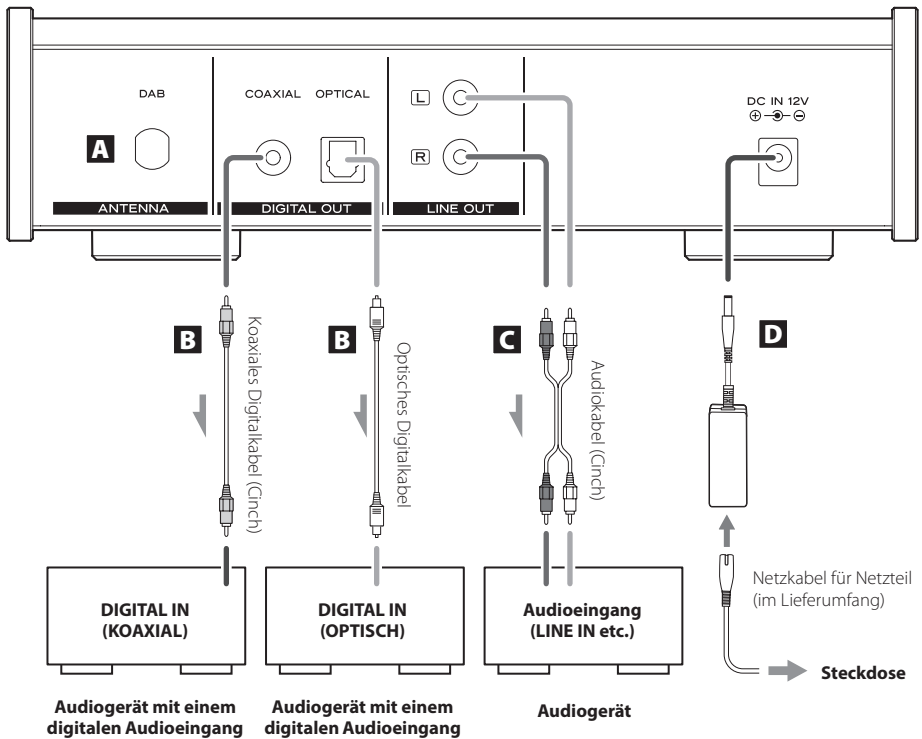 DAB
COAXIAL OPTICAL
L
R
DC IN 12V
A
ANTENNA
DIGITAL OUT
LINE OUT
B
Koaxiales Digitalkabel (Cinch)
B
Optisches Digitalkabel
C
Audiokabel (Cinch)
D
Netzkabel für Netzteil
(im Lieferumfang)
Steckdose
DIGITAL IN
(KOAXIAL)
DIGITAL IN
(OPTISCH)
Audioeingang
(LINE IN etc.)
Audiogerät mit einem
digitalen Audioeingang
Audiogerät mit einem
digitalen Audioeingang
Audiogerät